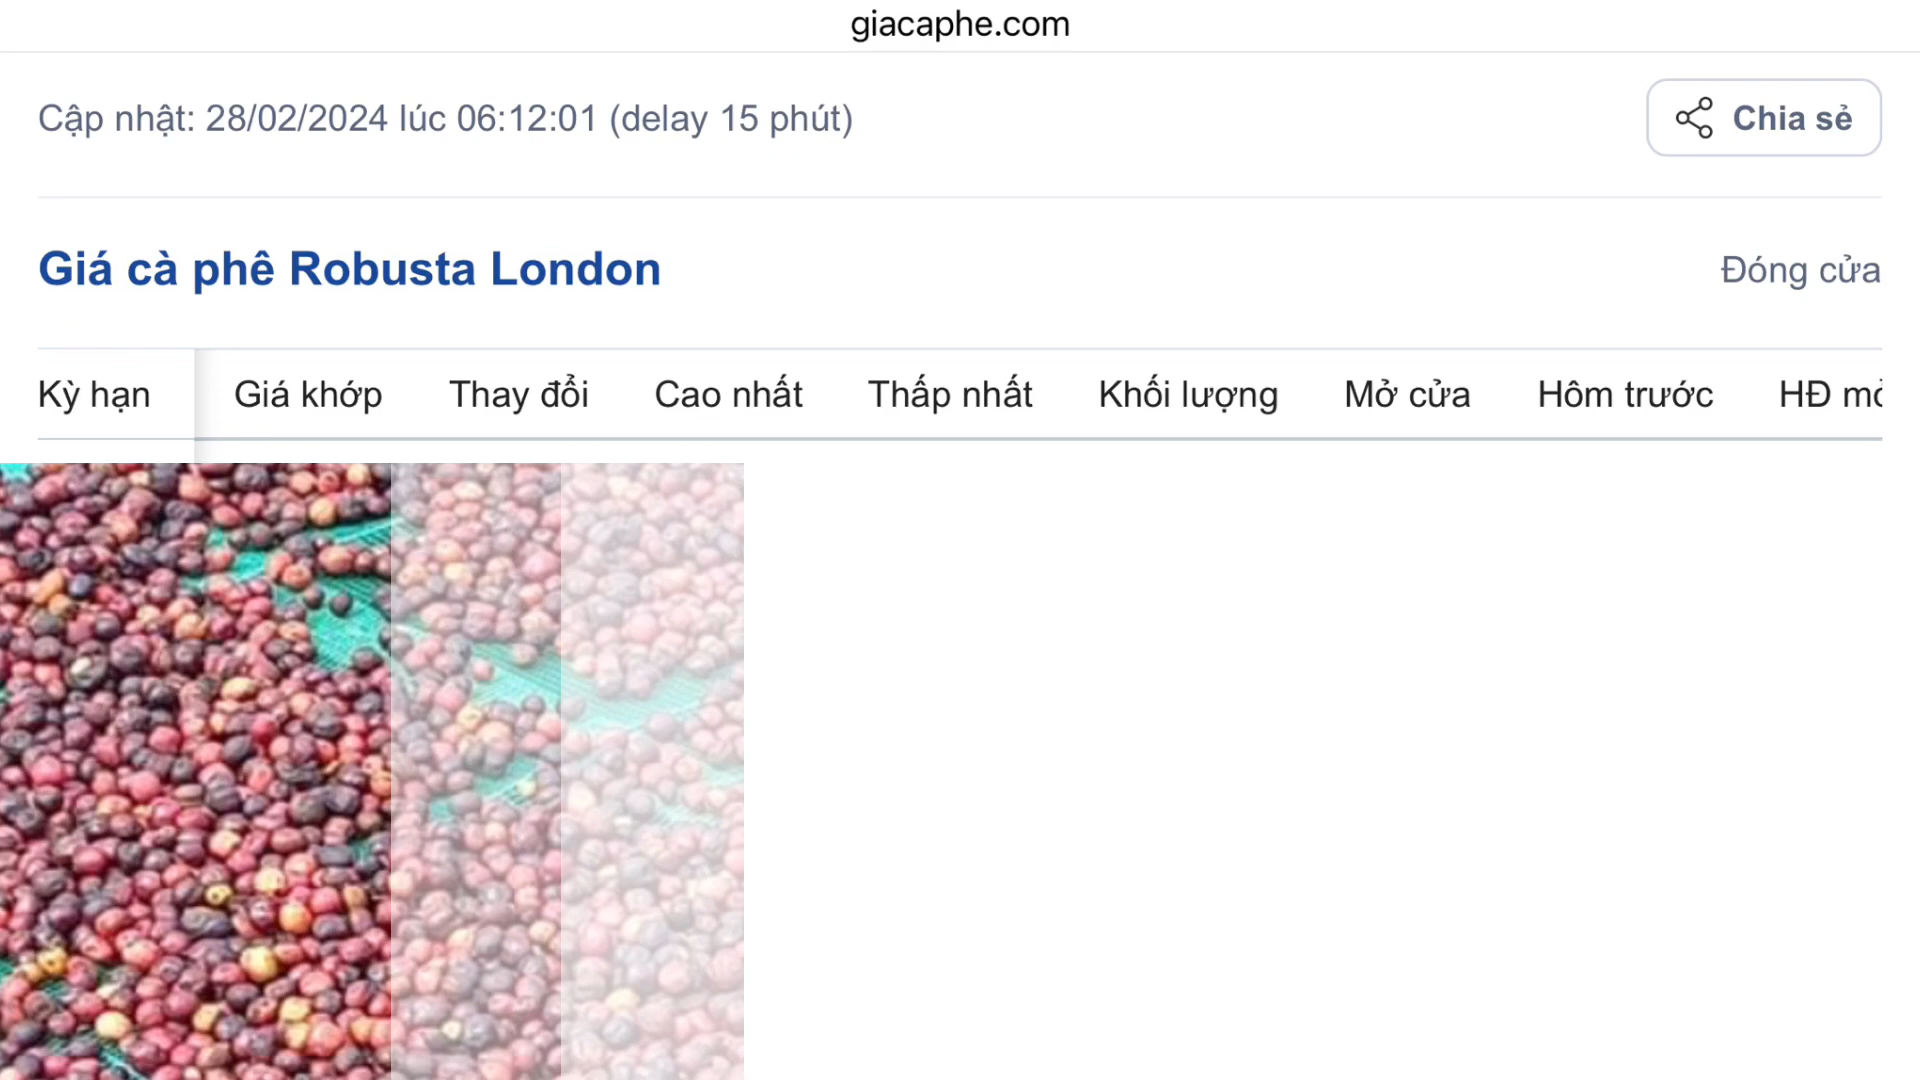 giacaphe.com
Cập nhật: 28/02/2024 lúc 06:12:01 (delay 15 phút)
Chia sẻ
Giá cà phê Robusta London
Đóng cửa
Kỳ hạn Giá khớp Thay đổi Cao nhất Thấp nhất Khối lượng Mở cửa Hôm trước HĐ